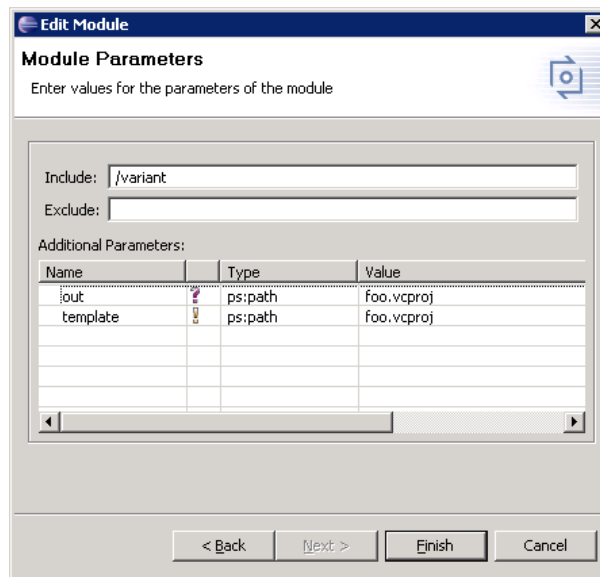 Edit Module
Module Parameters
Enter values for the parameters of the module
Include: /variant
Exclude:
Additional Parameters:
Name Type Value
out ? ps:path foo.vcproj
template ! ps:path foo.vcproj
< Back Next > Finish Cancel